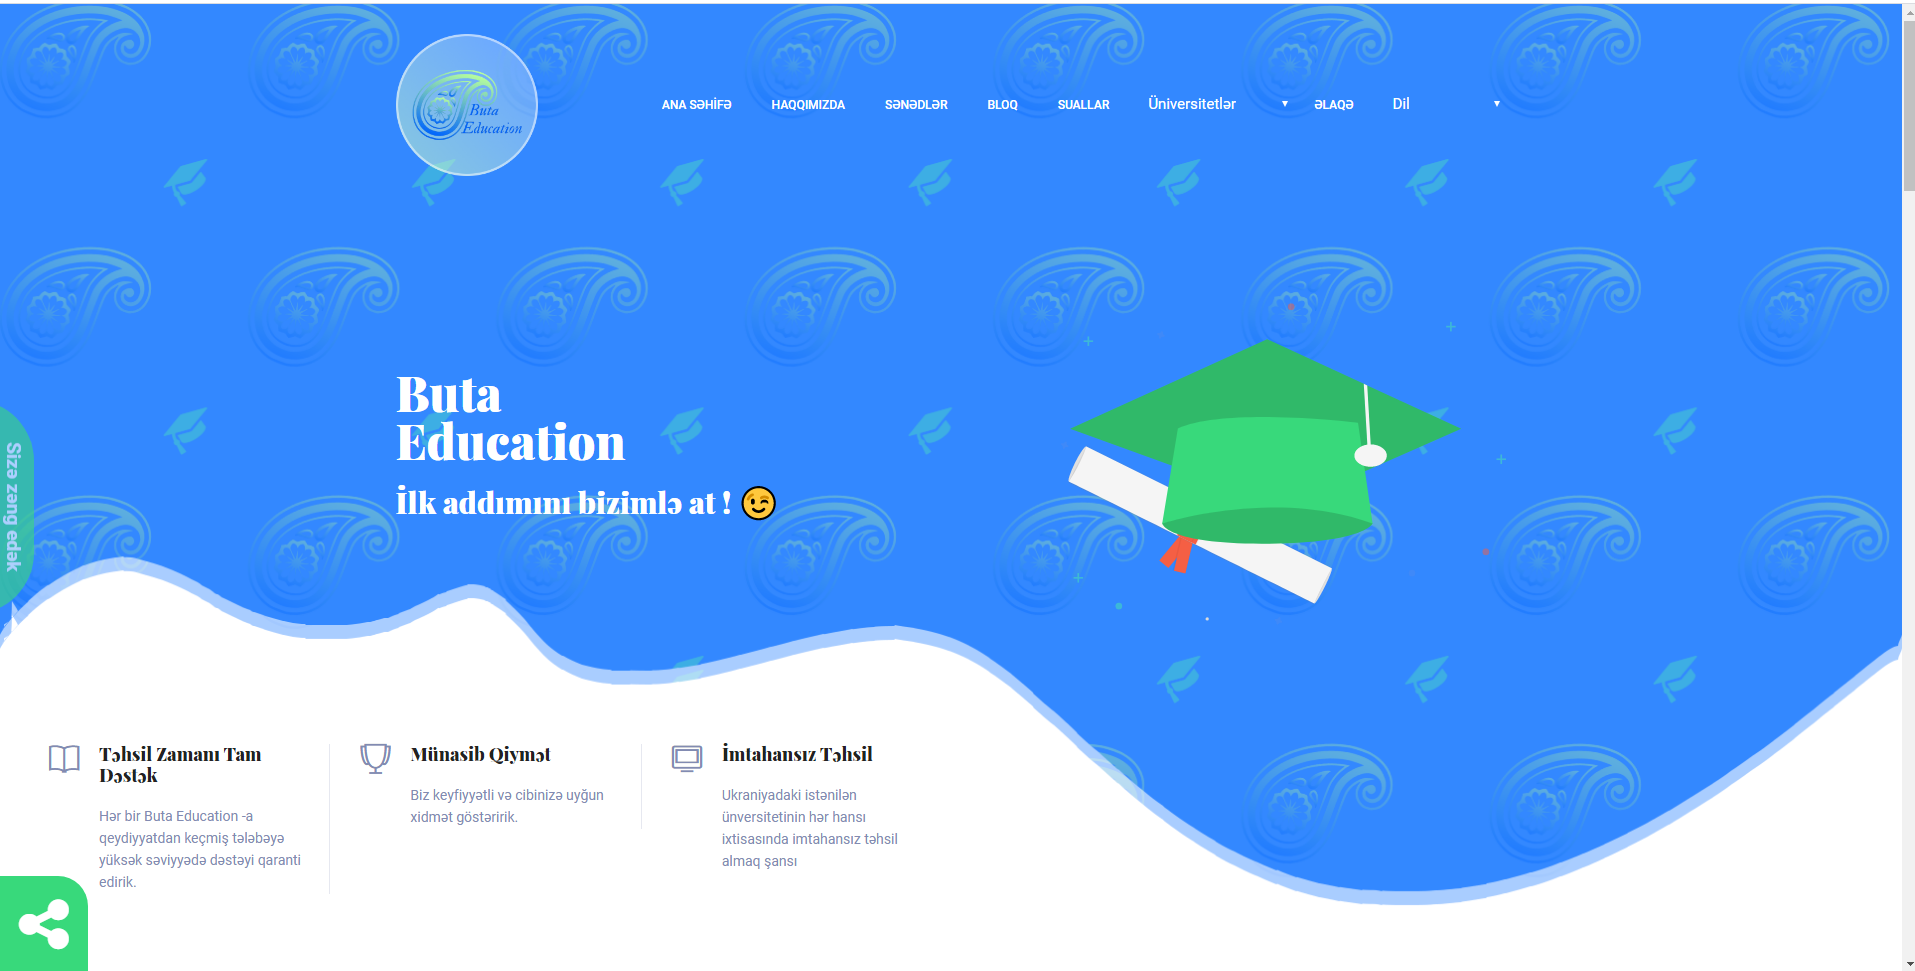 Buta
Education
ANA SƏHİFƏ
HAQQIMIZDA
SƏNƏDLƏR
BLOQ
SUALLAR
Üniversitetlər
ƏLAQƏ
Dil
Buta
Education
İlk addımını bizimlə at ! 😉
Sizə zəng edək
Təhsil Zamanı Tam
Dəstək
Hər bir Buta Education -a
qeydiyyatdan keçmiş tələbəyə
yüksək səviyyədə dəstəyi qaranti
edirik.
Münasib Qiymət
Biz keyfiyyətli və cibinizə uyğun
xidmət göstəririk.
İmtahansız Təhsil
Ukraniyadaki istənilən
ünversitetinin hər hansı
ixtisasında imtahansız təhsil
almaq şansı